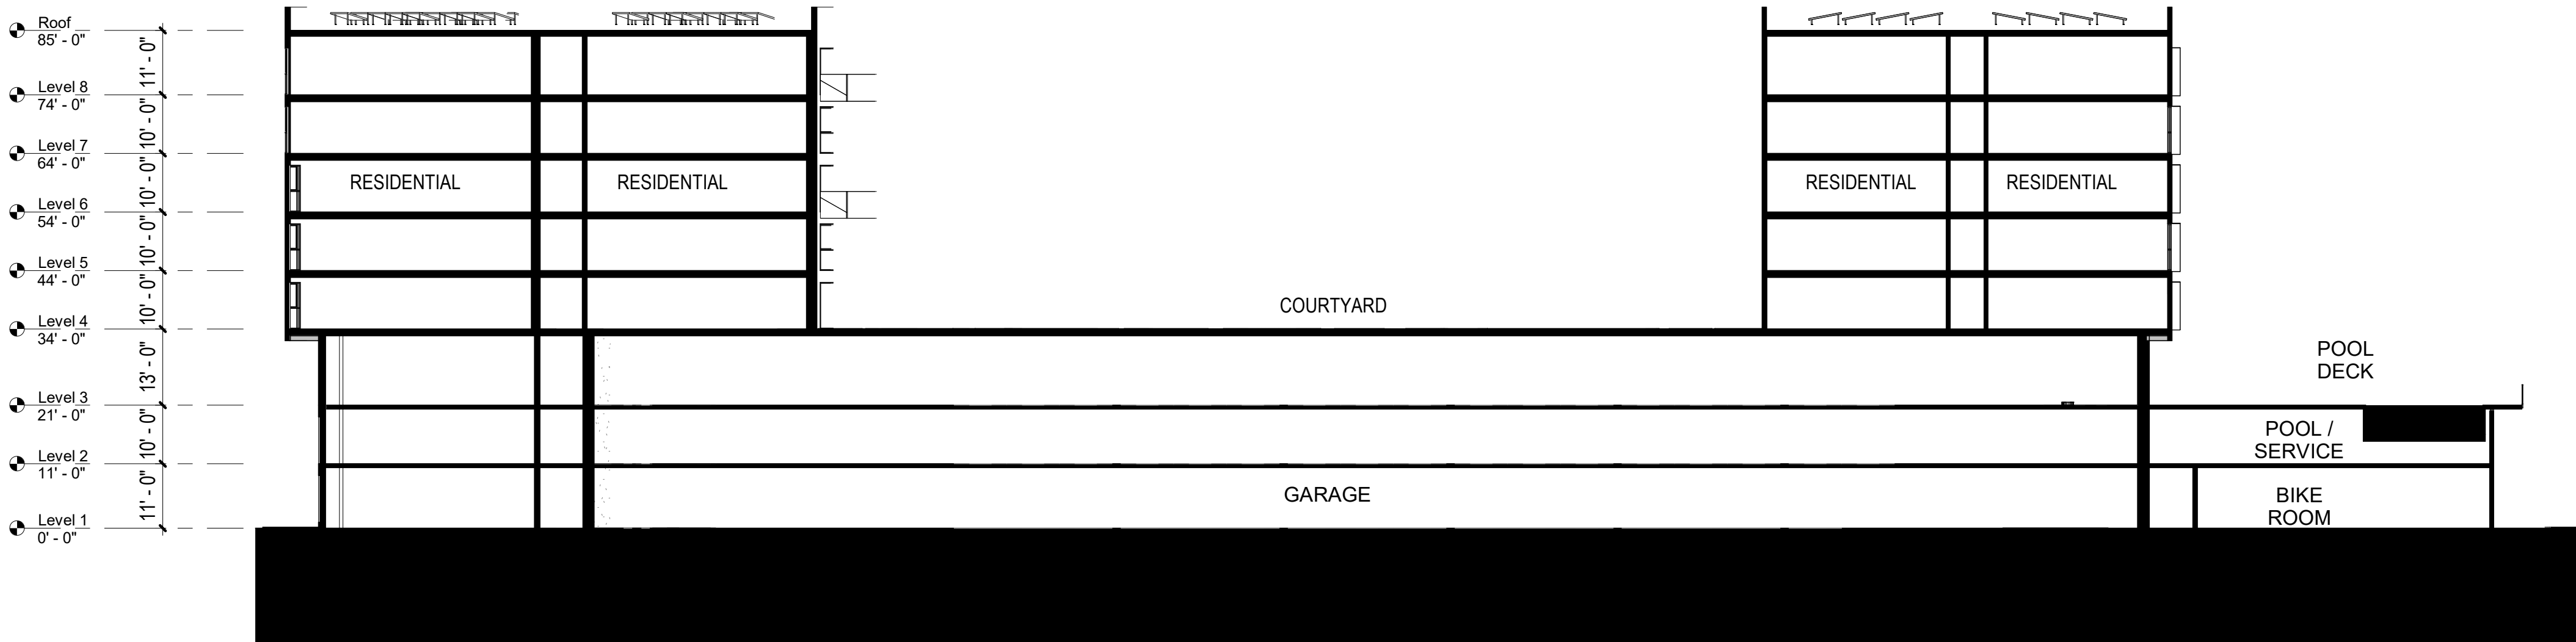 Roof
85' - 0"
11' - 0"
Level 8
74' - 0"
10' - 0"
Level 7
64' - 0"
10' - 0"
RESIDENTIAL RESIDENTIAL RESIDENTIAL RESIDENTIAL
Level 6
54' - 0"
10' - 0"
Level 5
44' - 0"
10' - 0"
COURTYARD
Level 4
34' - 0"
13' - 0"
POOL
DECK
Level 3
21' - 0"
10' - 0"
POOL /
SERVICE
Level 2
11' - 0"
11' - 0"
GARAGE
BIKE
ROOM
Level 1
0' - 0"